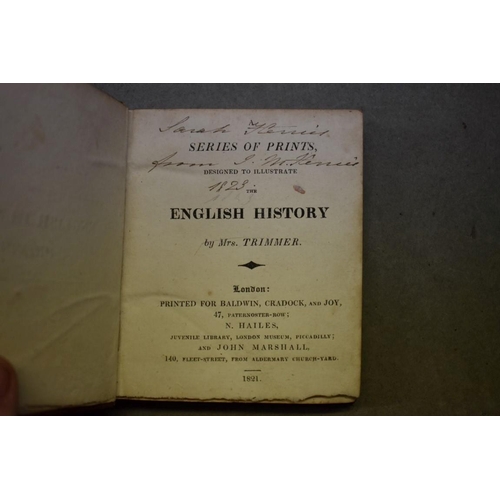 A
Sarah
SERIES OF PRINTS,
from J.
DESIGNED TO ILLUSTRATE
1823 THE
ENGLISH HISTORY
by Mrs. TRIMMER.
London:
PRINTED FOR BALDWIN, CRADOCK, AND JOY,
47, PATERNOSTER-ROW;
N. HAILES,
JUVENILE LIBRARY, LONDON MUSEUM, PICCADILLY;
AND JOHN MARSHALL,
140, FLEET-STREET, FROM ALDERMARY CHURCH-YARD.
1821.